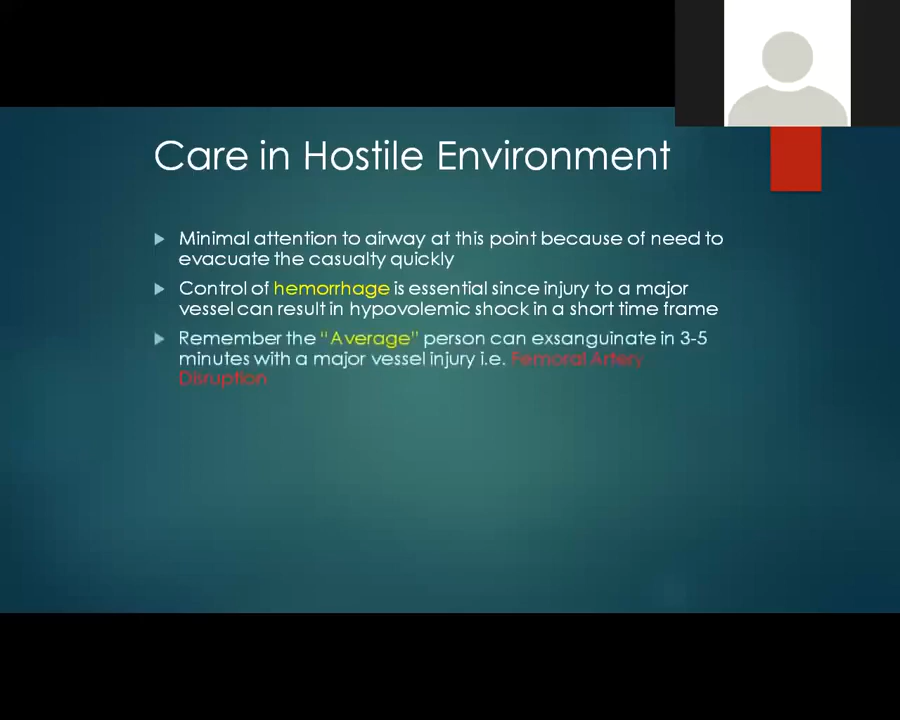 Care in Hostile Environment
Minimal attention to airway at this point because of need to
evacuate the casualty quickly
Control of hemorrhage is essential since injury to a major
vessel can result in hypovolemic shock in a short time frame
Remember the "Average" person can exsanguinate in 3-5
minutes with a major vessel injury i.e. Femoral Artery
Disruption